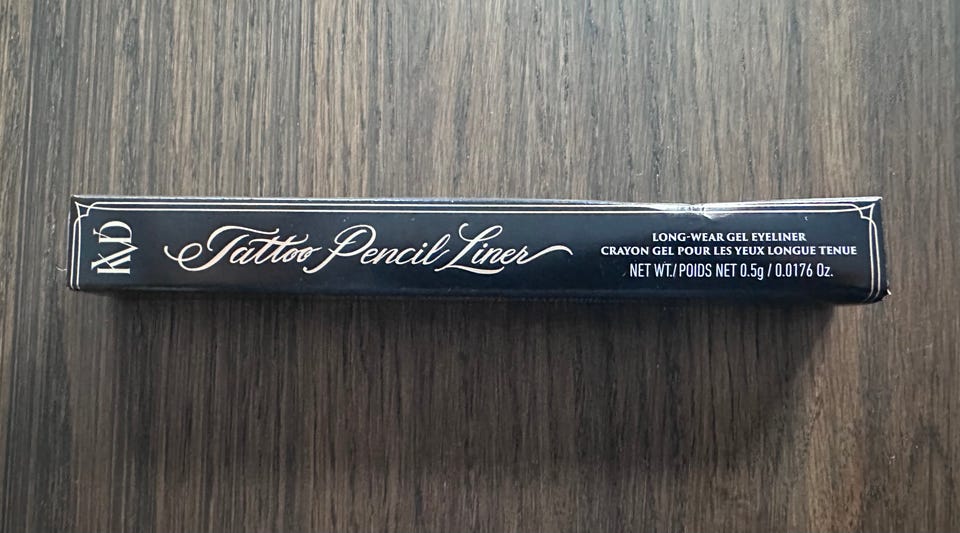 KVD
Tattoo Pencil Liner
LONG-WEAR GEL EYELINER
CRAYON GEL POUR LES YEUX LONGUE TENUE
NET WT./POIDS NET 0.5g / 0.0176 Oz.